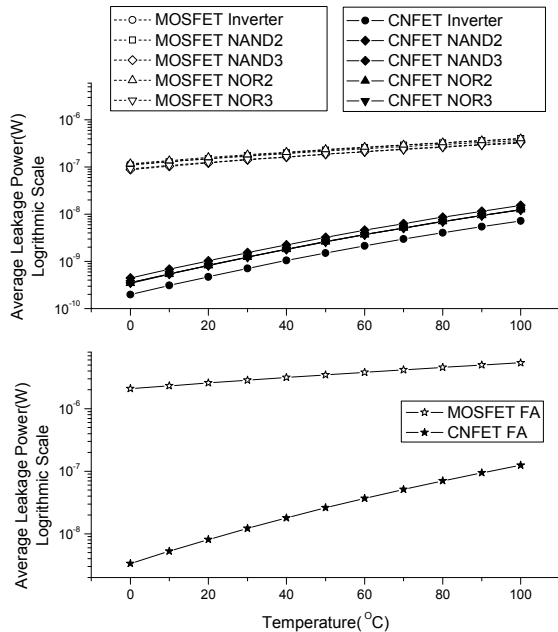 MOSFET Inverter
MOSFET NAND2
MOSFET NAND3
MOSFET NOR2
MOSFET NOR3
CNFET Inverter
CNFET NAND2
CNFET NAND3
CNFET NOR2
CNFET NOR3
Average Leakage Power(W)
Logrithmic Scale
10^-6
10^-7
10^-8
10^-9
10^-10
0 20 40 60 80 100
Average Leakage Power(W)
Logrithmic Scale
10^-6
10^-7
10^-8
MOSFET FA
CNFET FA
0 20 40 60 80 100
Temperature(°C)